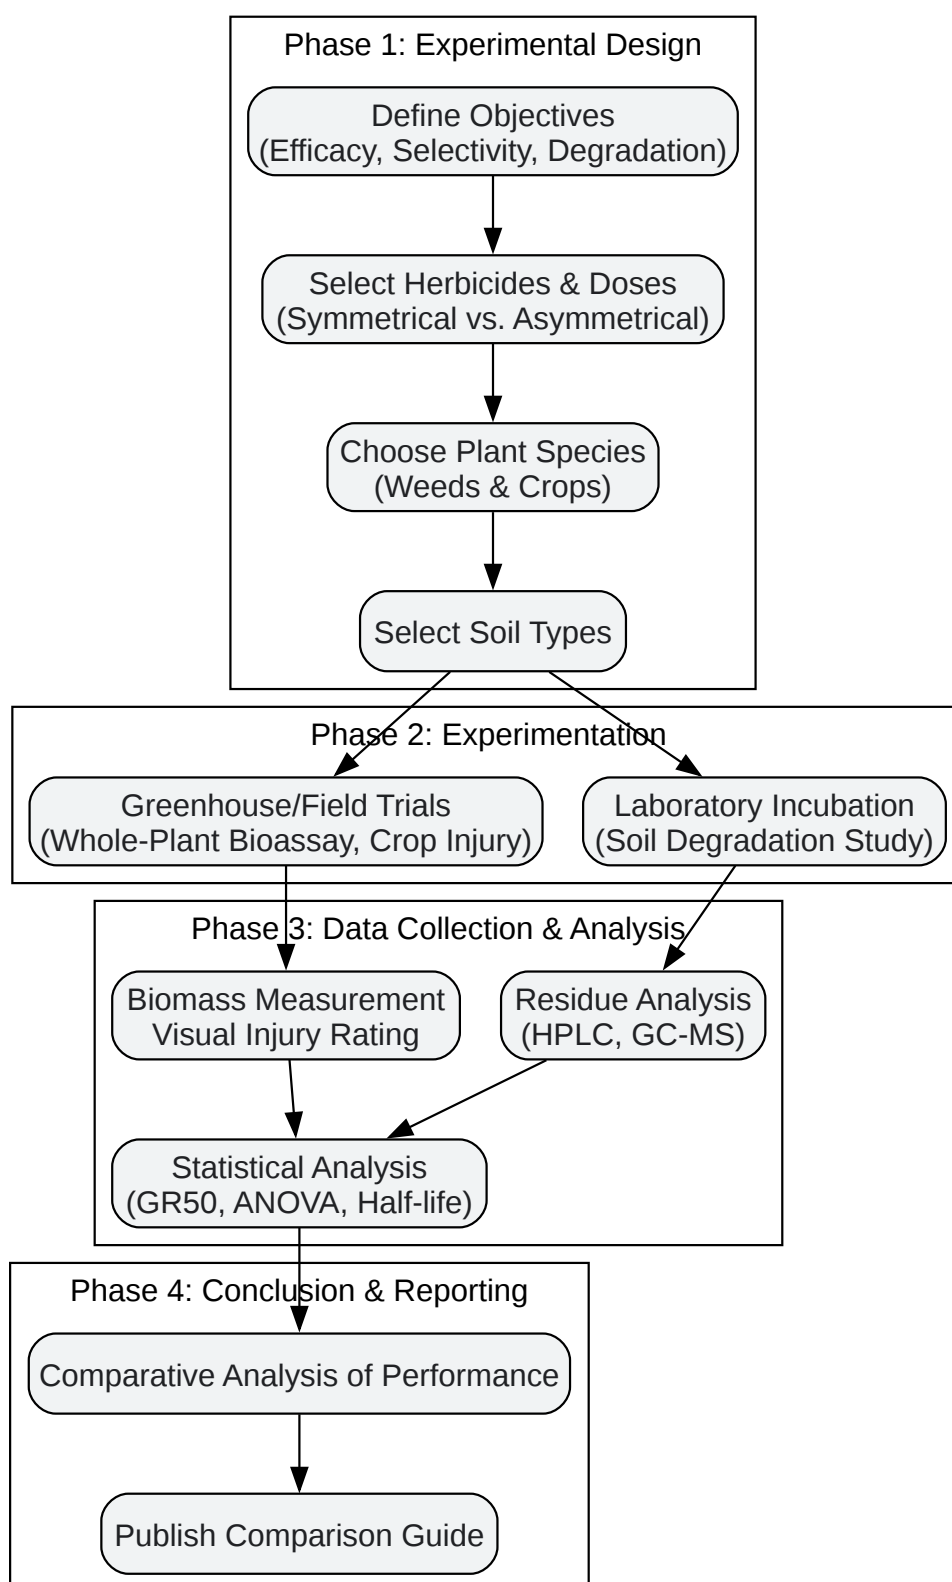 Phase 1: Experimental Design
Define Objectives
(Efficacy, Selectivity, Degradation)
Select Herbicides & Doses
(Symmetrical vs. Asymmetrical)
Choose Plant Species
(Weeds & Crops)
Select Soil Types
Phase 2: Experimentation
Greenhouse/Field Trials
(Whole-Plant Bioassay, Crop Injury)
Laboratory Incubation
(Soil Degradation Study)
Phase 3: Data Collection & Analysis
Biomass Measurement
Visual Injury Rating
Residue Analysis
(HPLC, GC-MS)
Statistical Analysis
(GR50, ANOVA, Half-life)
Phase 4: Conclusion & Reporting
Comparative Analysis of Performance
Publish Comparison Guide